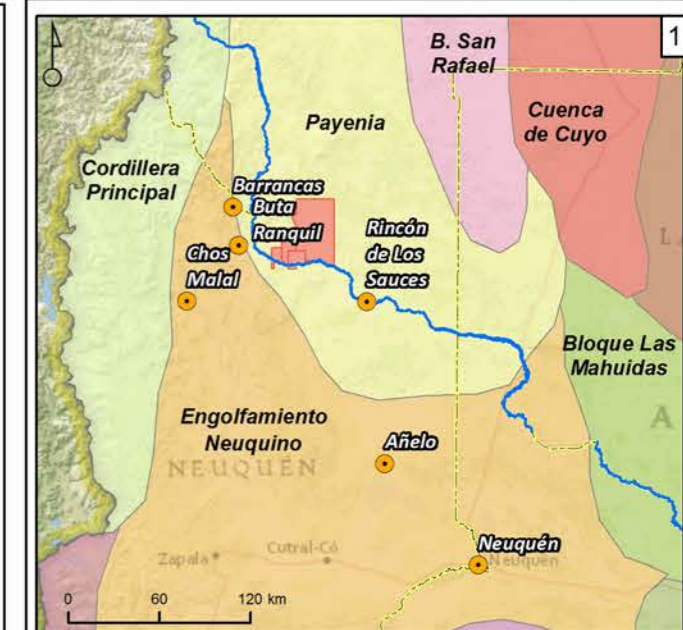 1
B. San
Rafael
Payenia
Cuenca
de Cuyo
Cordillera
Principal
Barrancas
Buta
Ranquil
Rincón
de Los
Sauces
Chos
Malal
Bloque Las
Mahuidas
Engolfamiento
Neuquino
NEUQUÉN
Añelo
Neuquén
Neuquén
Zapala
Cutral-Có
0 60 120 km